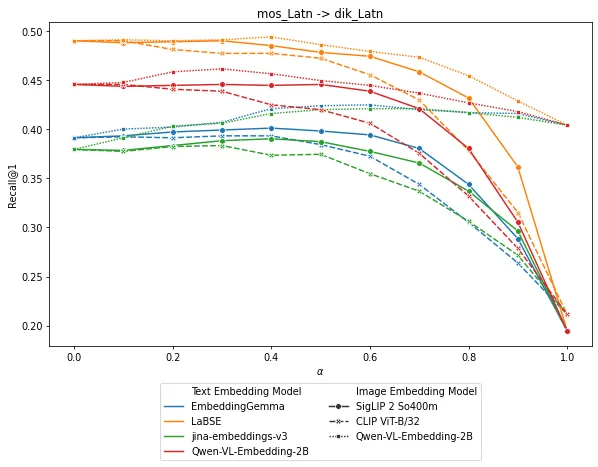 mos_Latn -> dik_Latn
Recall@1
0.50
0.45
0.40
0.35
0.30
0.25
0.20
0.0 0.2 0.4 0.6 0.8 1.0
α
Text Embedding Model
EmbeddingGemma
LaBSE
jina-embeddings-v3
Qwen-VL-Embedding-2B
Image Embedding Model
SigLIP 2 So400m
CLIP ViT-B/32
Qwen-VL-Embedding-2B